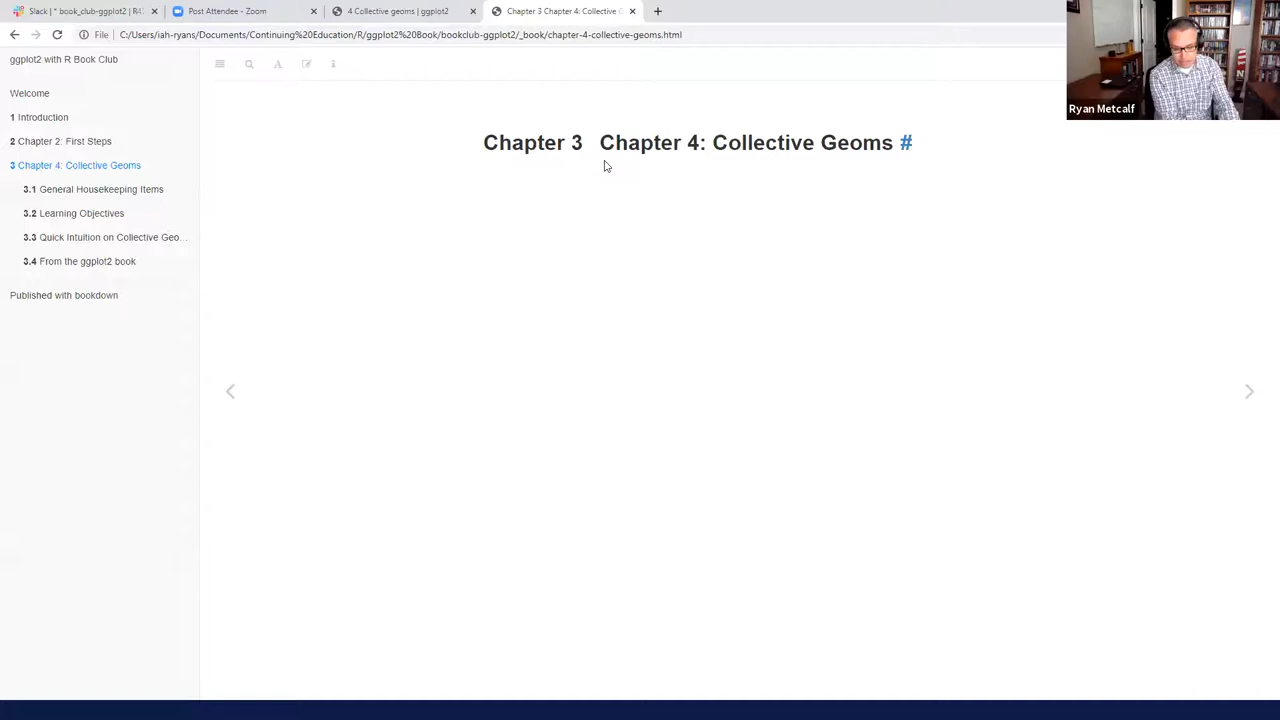 Slack | * book_club-ggplot2 | R4
Post Attendee - Zoom
4 Collective geoms | ggplot2
Chapter 3 Chapter 4: Collective G
File
C:/Users/iah-ryans/Documents/Continuing%20Education/R/ggplot2%20Book/bookclub-ggplot2/_book/chapter-4-collective-geoms.html
Ryan Metcalf
ggplot2 with R Book Club
Welcome
1 Introduction
2 Chapter 2: First Steps
3 Chapter 4: Collective Geoms
3.1 General Housekeeping Items
3.2 Learning Objectives
3.3 Quick Intuition on Collective Geo...
3.4 From the ggplot2 book
Published with bookdown
Chapter 3 Chapter 4: Collective Geoms #